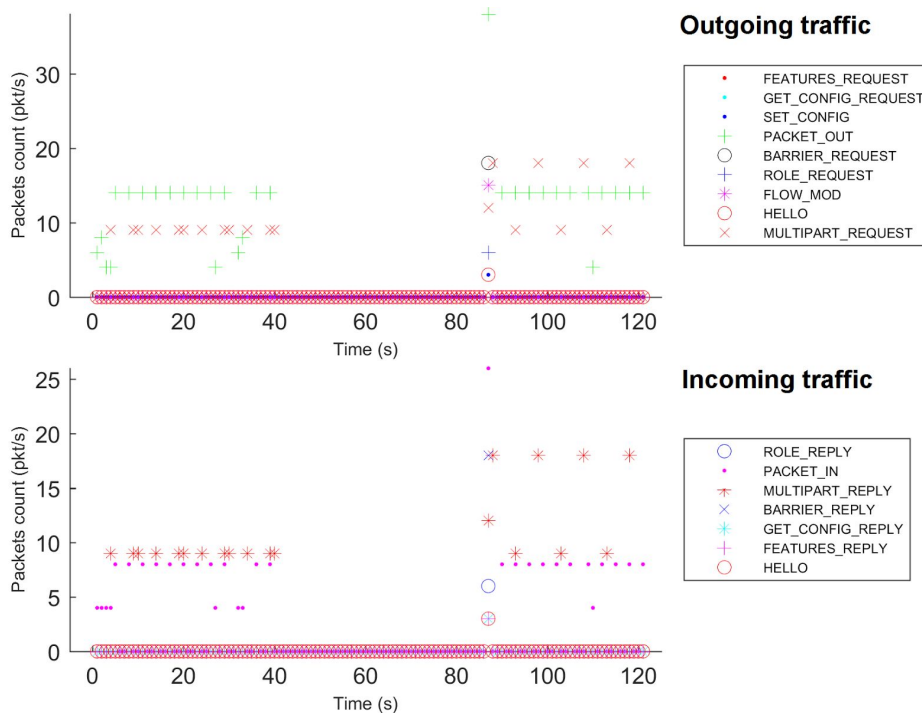 Outgoing traffic
Packets count (pkt/s)
30
20
10
0
0 20 40 60 80 100 120
Time (s)
FEATURES_REQUEST
GET_CONFIG_REQUEST
SET_CONFIG
PACKET_OUT
BARRIER_REQUEST
ROLE_REQUEST
FLOW_MOD
HELLO
MULTIPART_REQUEST
Incoming traffic
Packets count (pkt/s)
25
20
15
10
5
0
0 20 40 60 80 100 120
Time (s)
ROLE_REPLY
PACKET_IN
MULTIPART_REPLY
BARRIER_REPLY
GET_CONFIG_REPLY
FEATURES_REPLY
HELLO